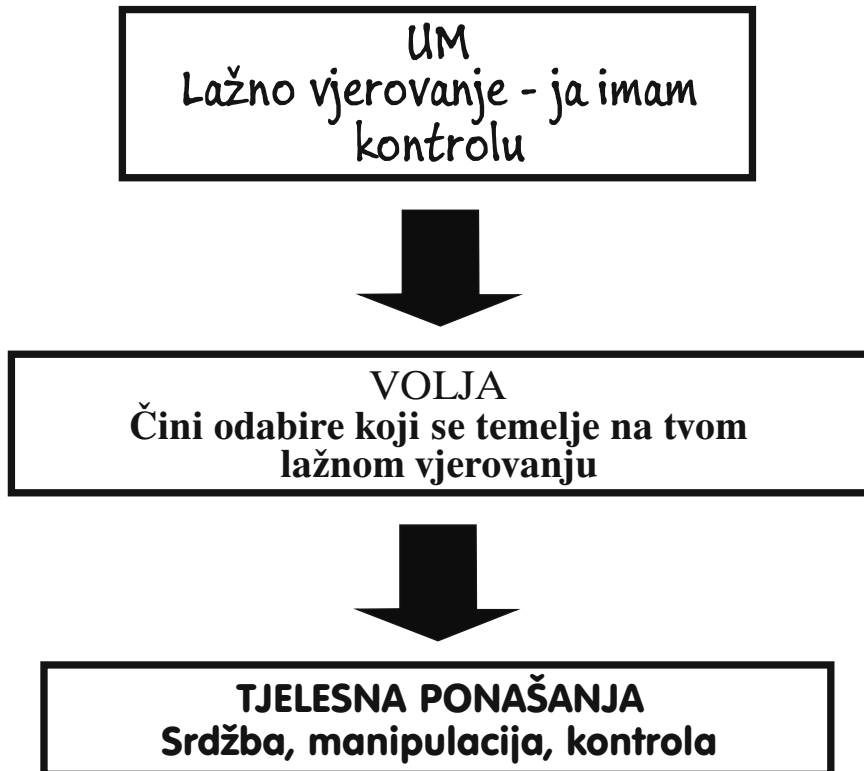 UM
Lažno vjerovanje - ja imam
kontrolu
VOLJA
Čini odabire koji se temelje na tvom
lažnom vjerovanju
TJELESNA PONAŠANJA
Srdžba, manipulacija, kontrola